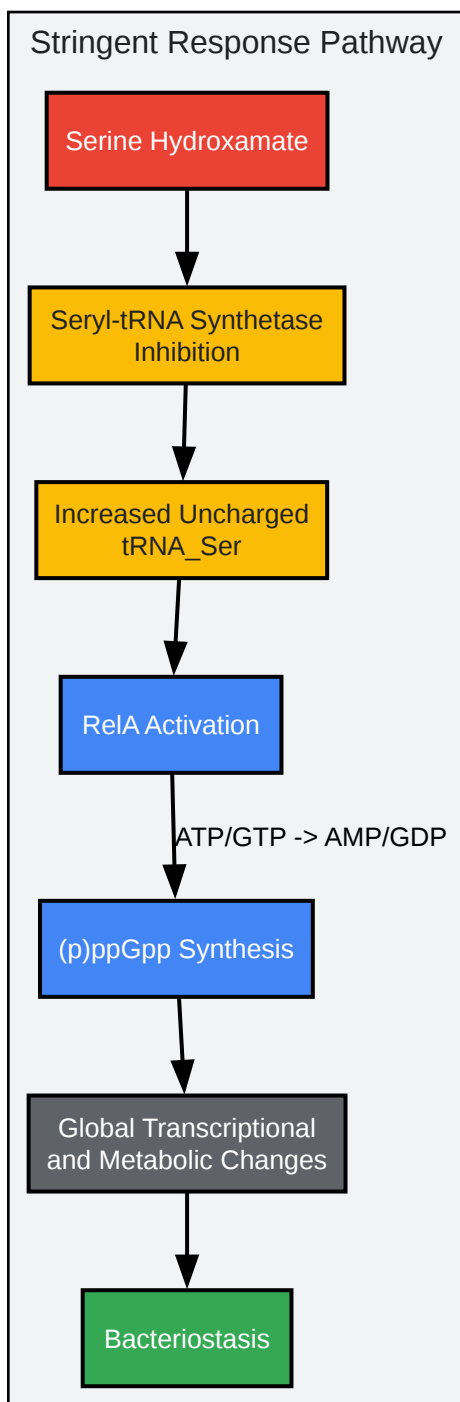 Stringent Response Pathway
Serine Hydroxamate
Seryl-tRNA Synthetase
Inhibition
Increased Uncharged
tRNA_Ser
RelA Activation
ATP/GTP -> AMP/GDP
(p)ppGpp Synthesis
Global Transcriptional
and Metabolic Changes
Bacteriostasis